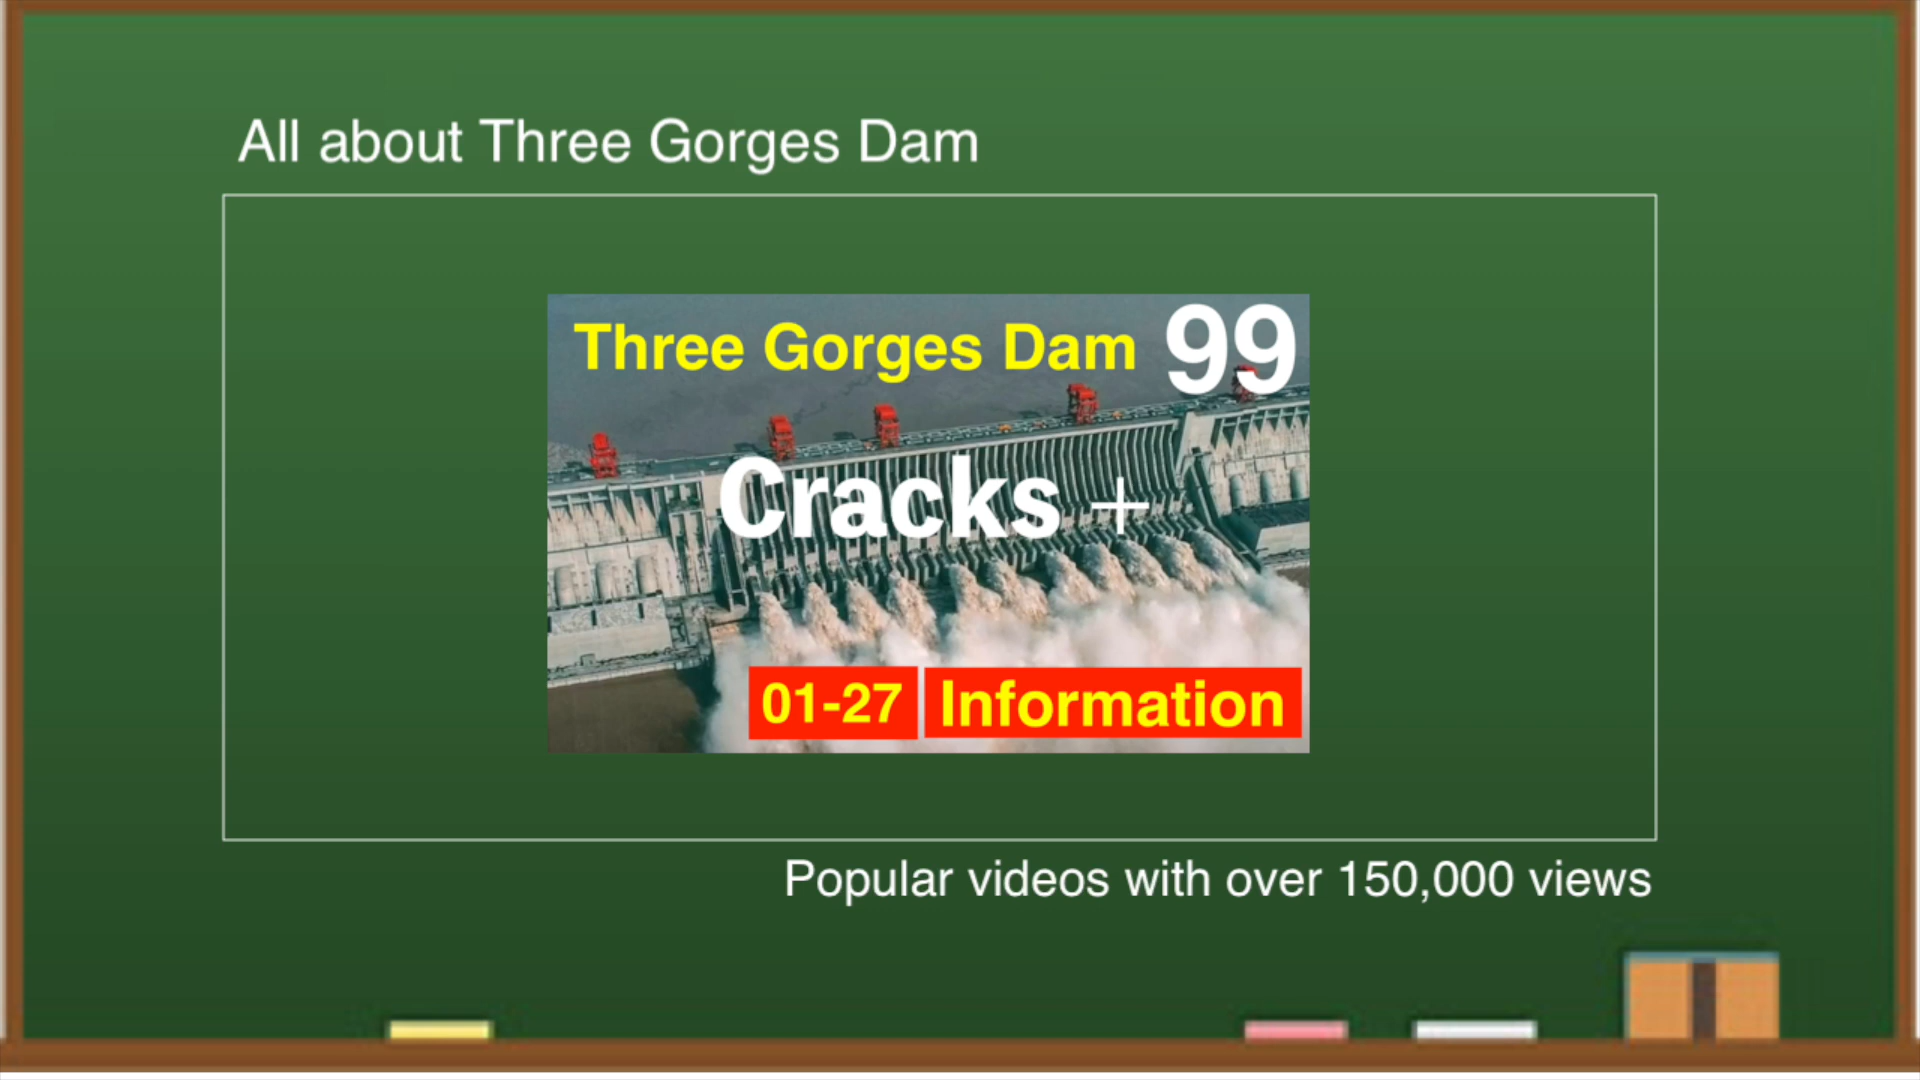 All about Three Gorges Dam
Three Gorges Dam 99
Cracks +
01-27 Information
Popular videos with over 150,000 views